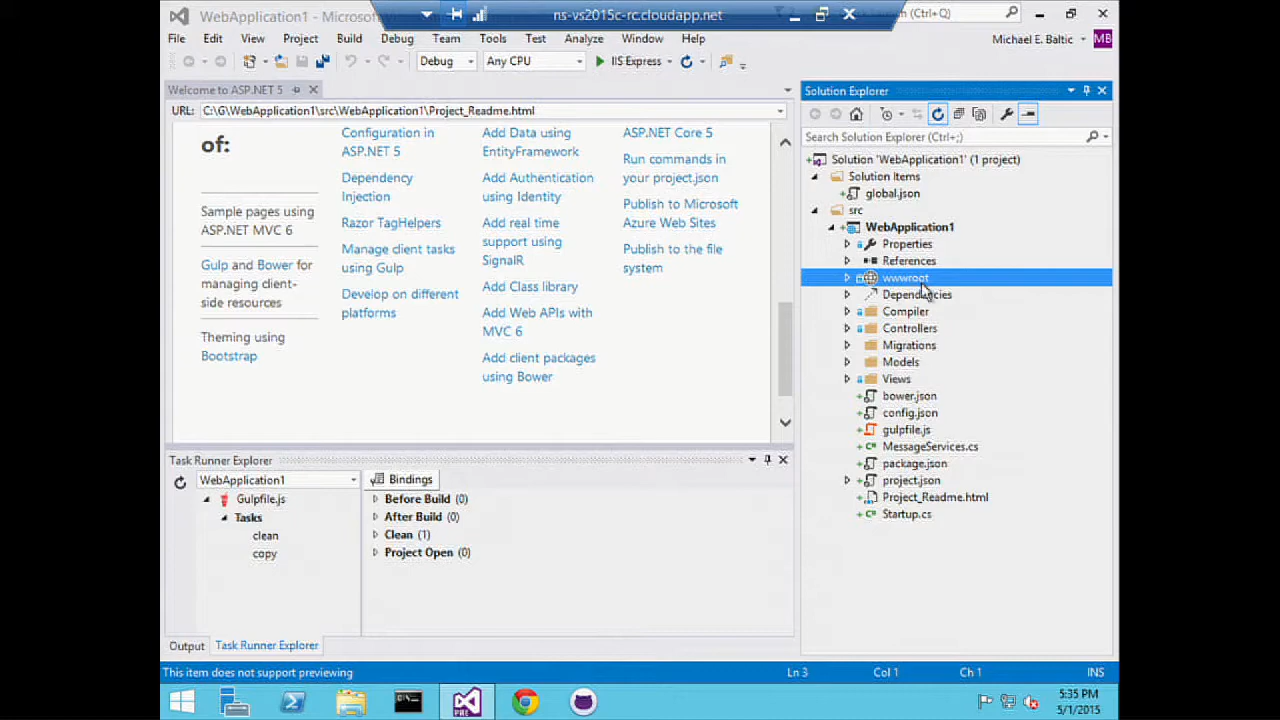 WebApplication1 - Microsof
ns-vs2015c-rc.cloudapp.net
(Ctrl+Q)
File Edit View Project Build Debug Team Tools Test Analyze Window Help
Michael E. Baltic MB
Debug Any CPU IIS Express
Welcome to ASP.NET 5
URL: C:\G\WebApplication1\src\WebApplication1\Project_Readme.html
of:
Sample pages using
ASP.NET MVC 6
Gulp and Bower for
managing client-
side resources
Theming using
Bootstrap
Configuration in
ASP.NET 5
Dependency
Injection
Razor TagHelpers
Manage client tasks
using Gulp
Develop on different
platforms
Add Data using
EntityFramework
Add Authentication
using Identity
Add real time
support using
SignalR
Add Class library
Add Web APIs with
MVC 6
Add client packages
using Bower
ASP.NET Core 5
Run commands in
your project.json
Publish to Microsoft
Azure Web Sites
Publish to the file
system
Solution Explorer
Search Solution Explorer (Ctrl+;)
Solution 'WebApplication1' (1 project)
Solution Items
global.json
src
WebApplication1
Properties
References
wwwroot
Dependencies
Compiler
Controllers
Migrations
Models
Views
bower.json
config.json
gulpfile.js
MessageServices.cs
package.json
project.json
Project_Readme.html
Startup.cs
Task Runner Explorer
WebApplication1
Gulpfile.js
Tasks
clean
copy
Bindings
Before Build (0)
After Build (0)
Clean (1)
Project Open (0)
Output Task Runner Explorer
This item does not support previewing Ln 3 Col 1 Ch 1 INS
PRE
5:35 PM
5/1/2015